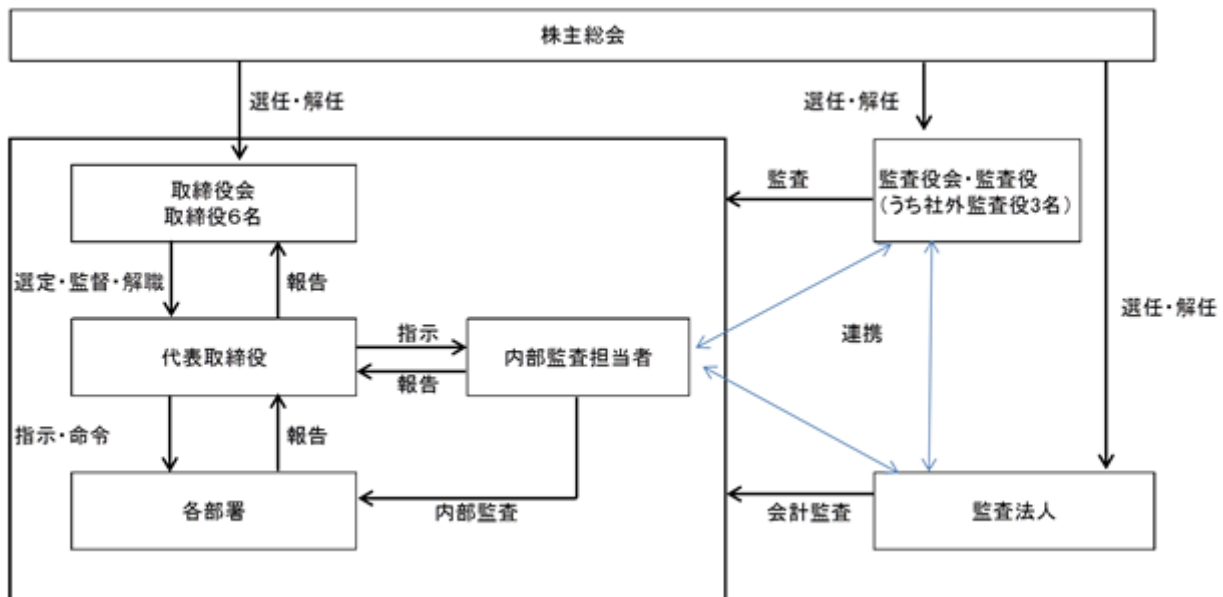 株主総会
選任・解任
選任・解任
取締役会
取締役6名
監査
監査役会・監査役
(うち社外監査役3名)
選定・監督・解職
報告
選任・解任
代表取締役
指示
報告
内部監査担当者
連携
指示・命令
報告
各部署
内部監査
会計監査
監査法人